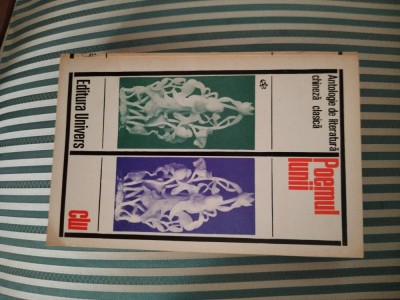 Antologie de literatură
chineză clasică
Poemul
lunii
Editura Univers
clu